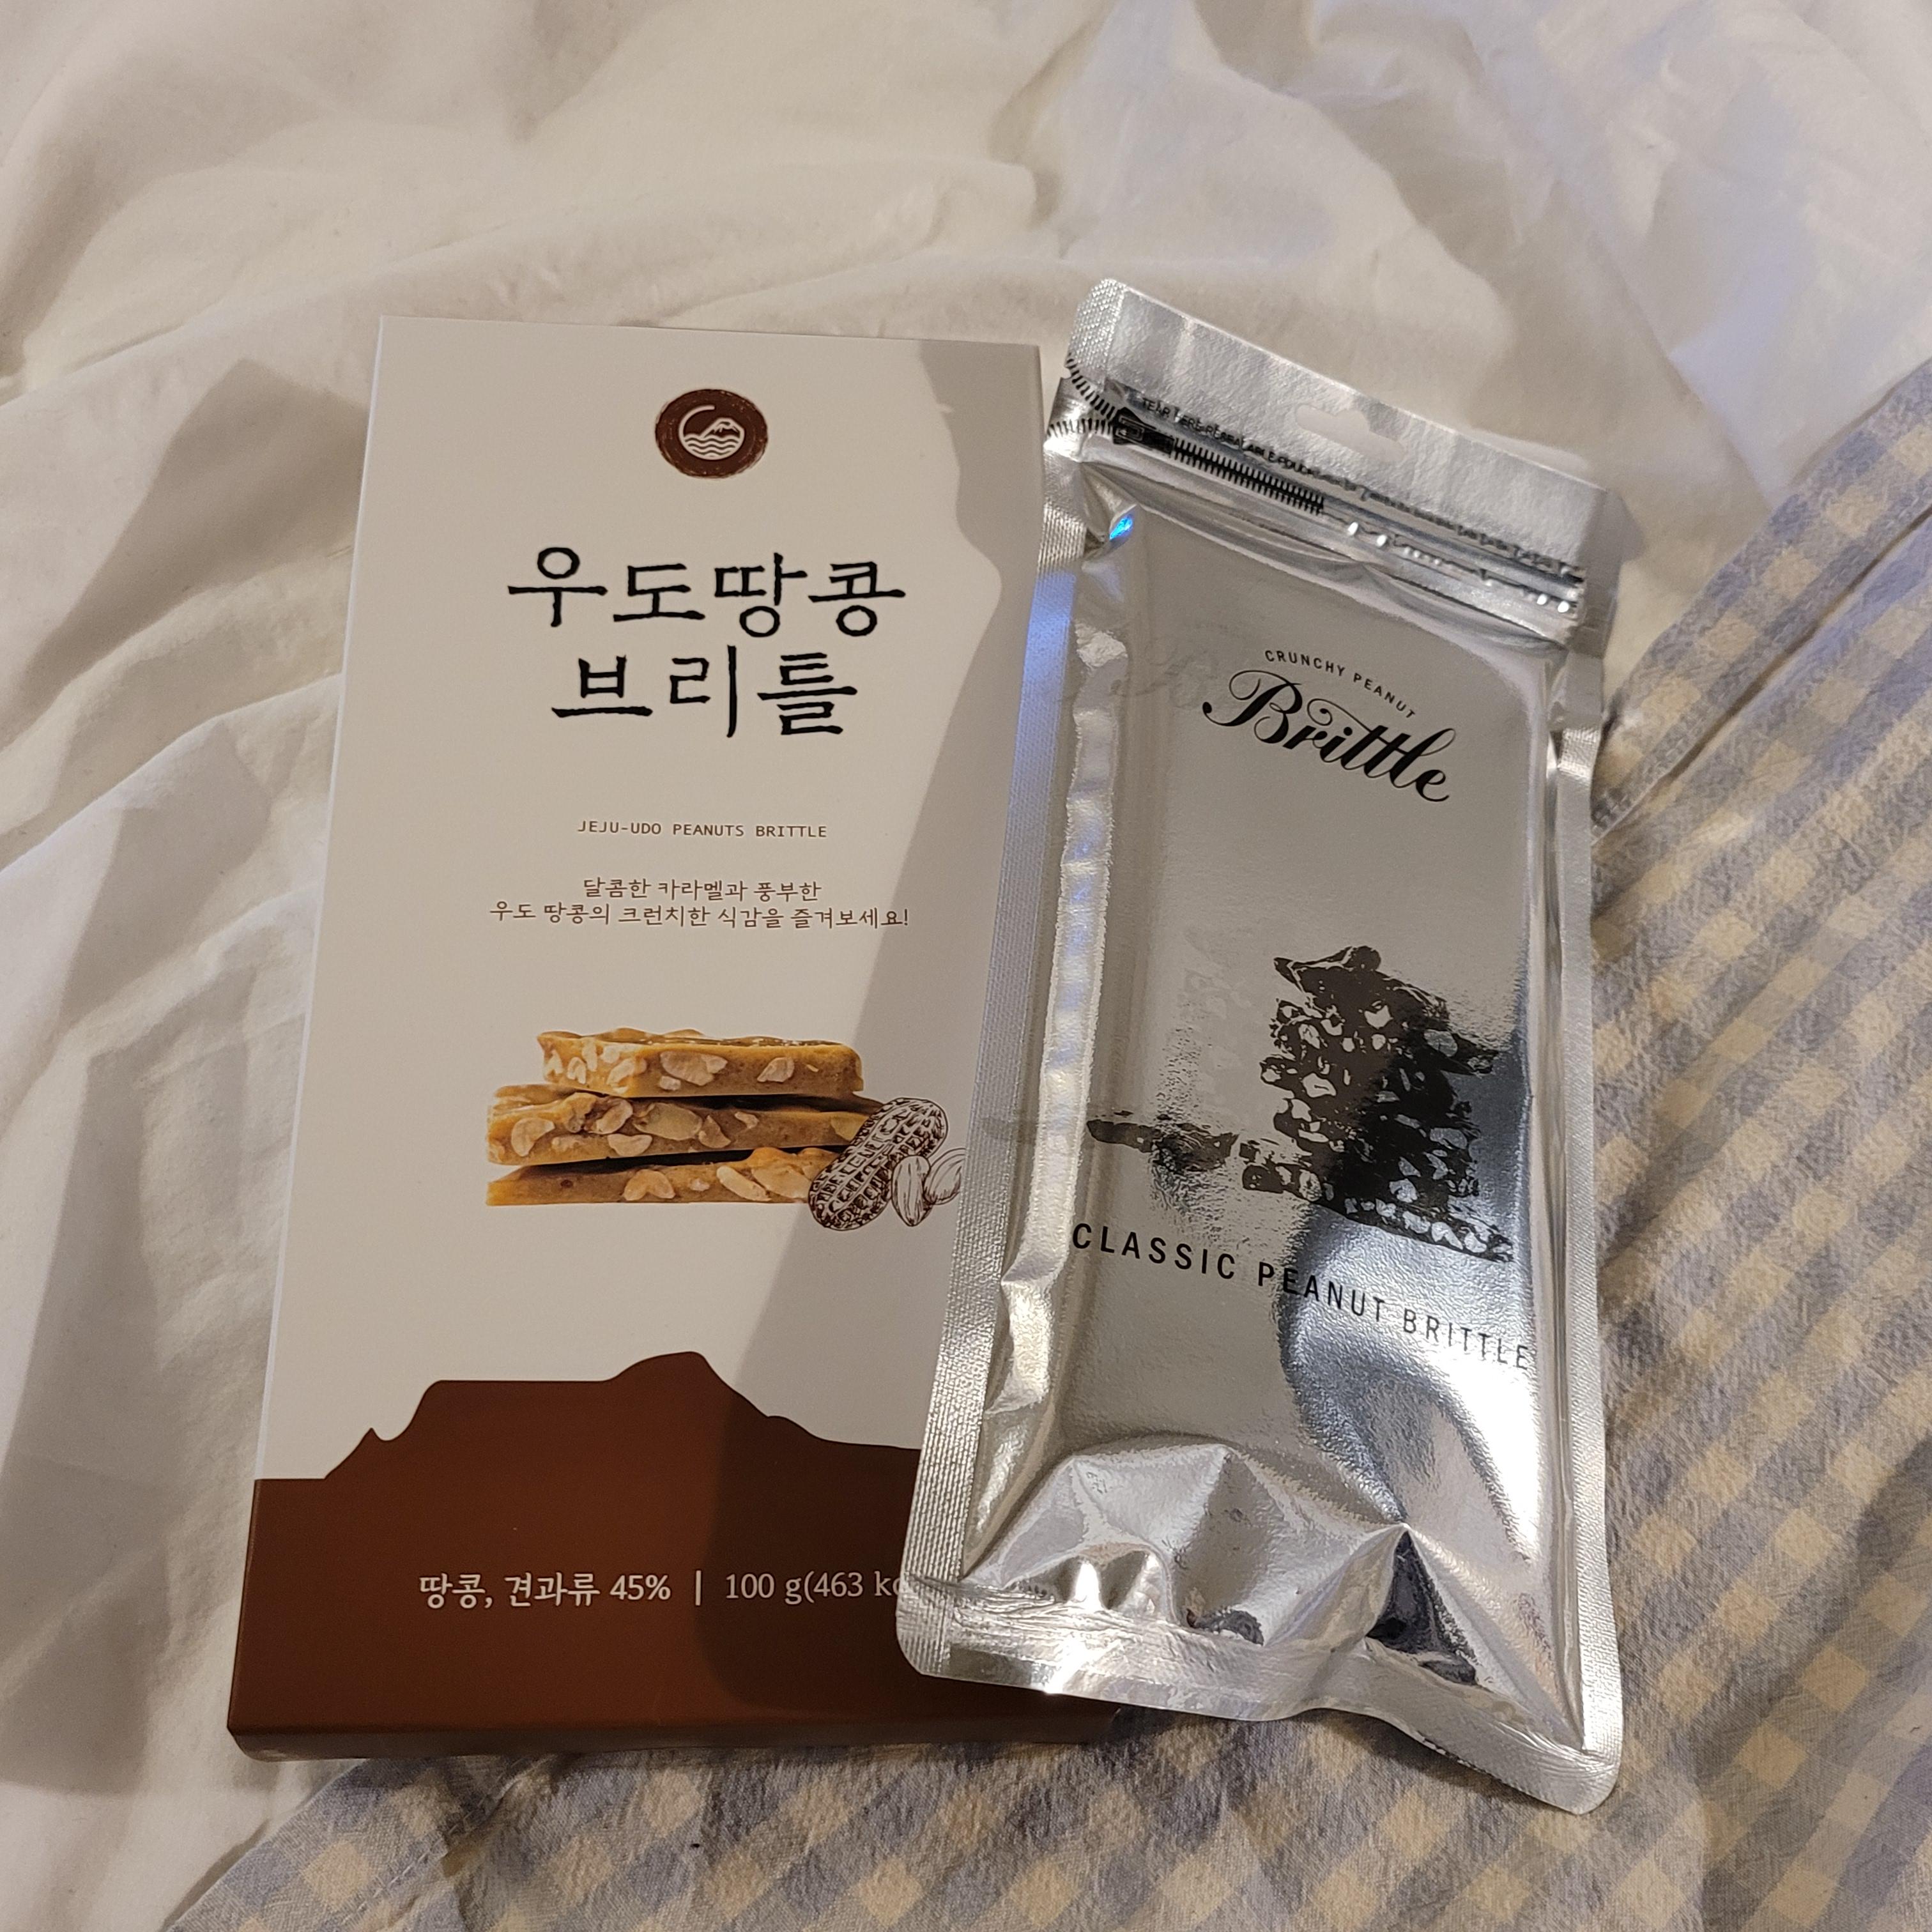 우도땅콩
브리틀
JEJU-UDO PEANUTS BRITTLE
달콤한 카라멜과 풍부한
우도 땅콩의 크런치한 식감을 즐겨보세요!
땅콩, 견과류 45% | 100 g(463
CRUNCHY PEANUT
Brittle
CLASSIC PEANUT BRITTLE